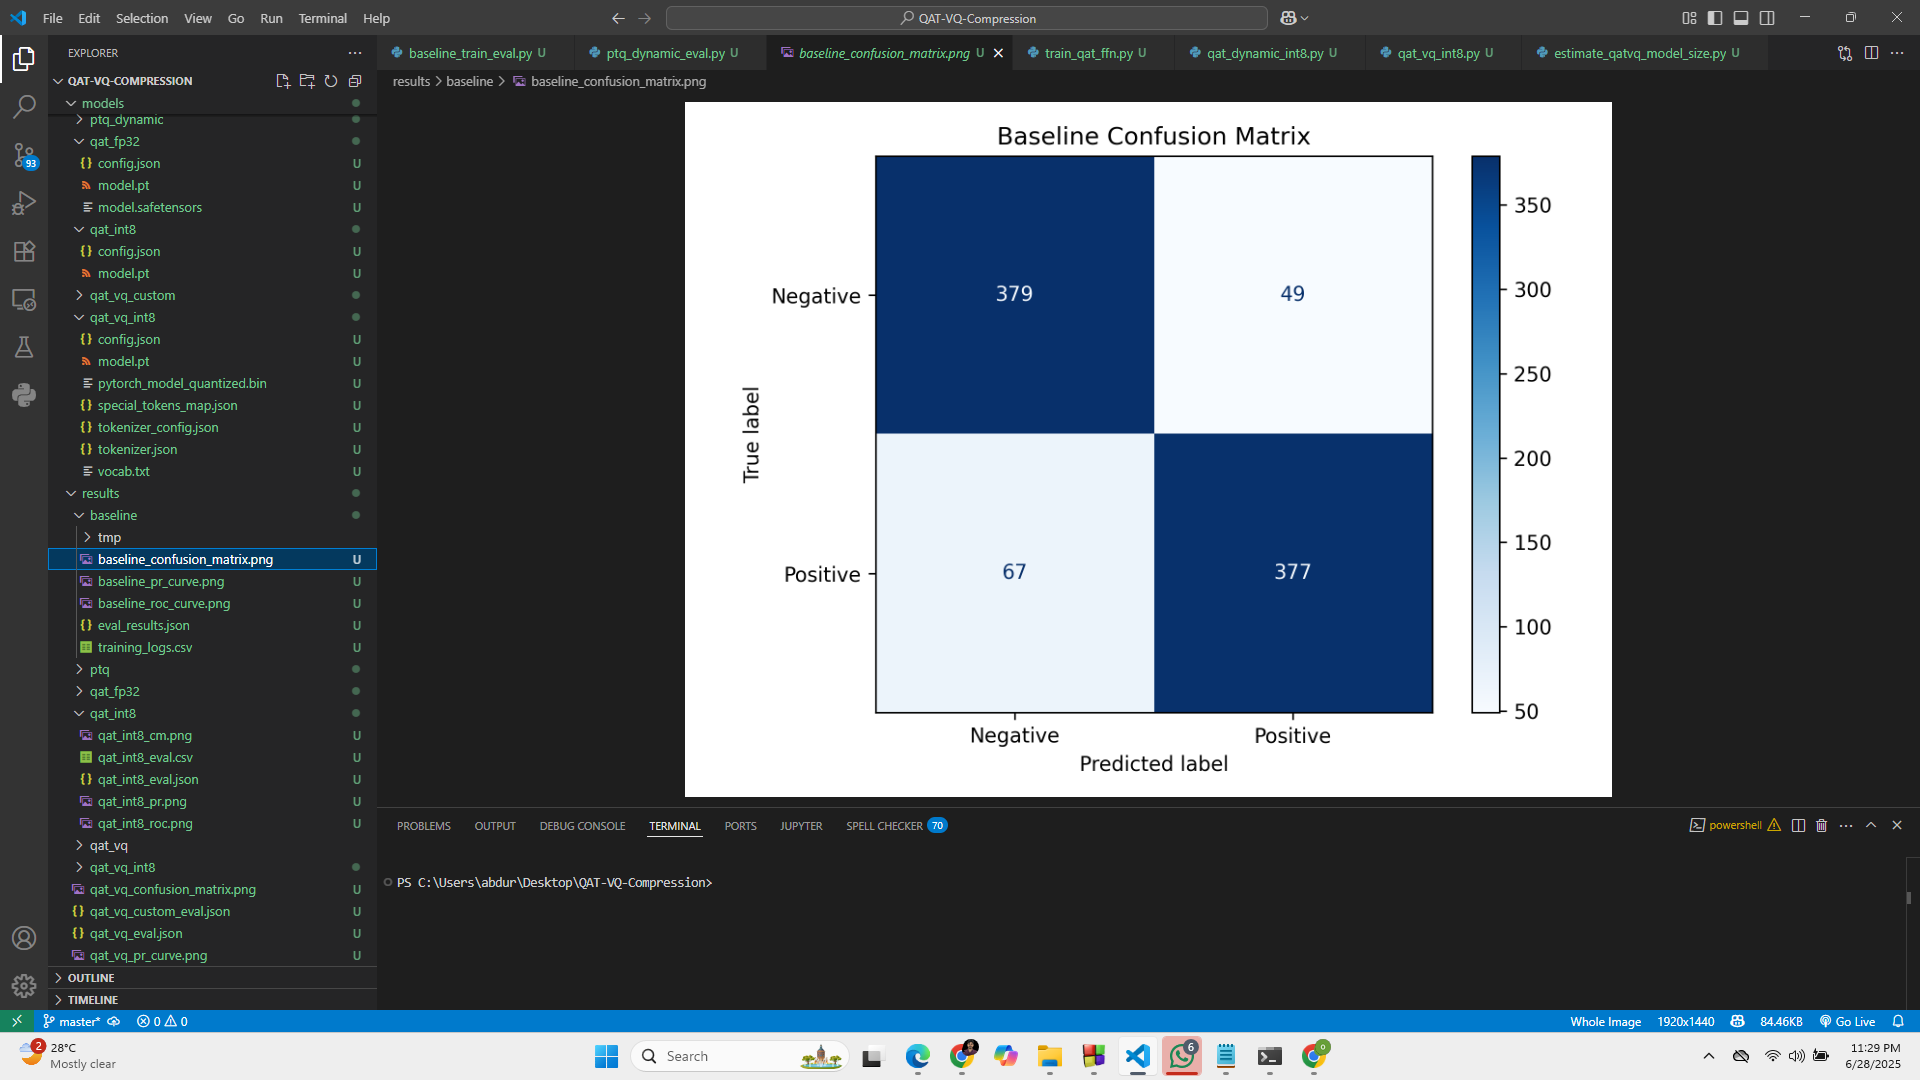 File Edit Selection View Go Run Terminal Help
QAT-VQ-Compression
EXPLORER
QAT-VQ-COMPRESSION
models
ptq_dynamic
qat_fp32
{} config.json U
model.pt U
model.safetensors U
qat_int8
{} config.json U
model.pt U
qat_vq_custom
qat_vq_int8
{} config.json U
model.pt U
pytorch_model_quantized.bin U
{} special_tokens_map.json U
{} tokenizer_config.json U
{} tokenizer.json U
vocab.txt U
results
baseline
tmp
baseline_confusion_matrix.png U
baseline_pr_curve.png U
baseline_roc_curve.png U
{} eval_results.json U
training_logs.csv U
ptq
qat_fp32
qat_int8
qat_int8_cm.png U
qat_int8_eval.csv U
{} qat_int8_eval.json U
qat_int8_pr.png U
qat_int8_roc.png U
qat_vq
qat_vq_int8
qat_vq_confusion_matrix.png U
{} qat_vq_custom_eval.json U
{} qat_vq_eval.json U
qat_vq_pr_curve.png U
OUTLINE
TIMELINE
93
baseline_train_eval.py U ptq_dynamic_eval.py U baseline_confusion_matrix.png U train_qat_ffn.py U qat_dynamic_int8.py U qat_vq_int8.py U estimate_qatvq_model_size.py U
results > baseline > baseline_confusion_matrix.png
Baseline Confusion Matrix
True label
Negative 379 49
Positive 67 377
Negative Positive
Predicted label
350
300
250
200
150
100
50
PROBLEMS OUTPUT DEBUG CONSOLE TERMINAL PORTS JUPYTER SPELL CHECKER 70
powershell
PS C:\Users\abdur\Desktop\QAT-VQ-Compression>
master* 0 0
Whole Image 1920x1440 84.46KB Go Live
2
28°C
Mostly clear
Search
6
11:29 PM
6/28/2025